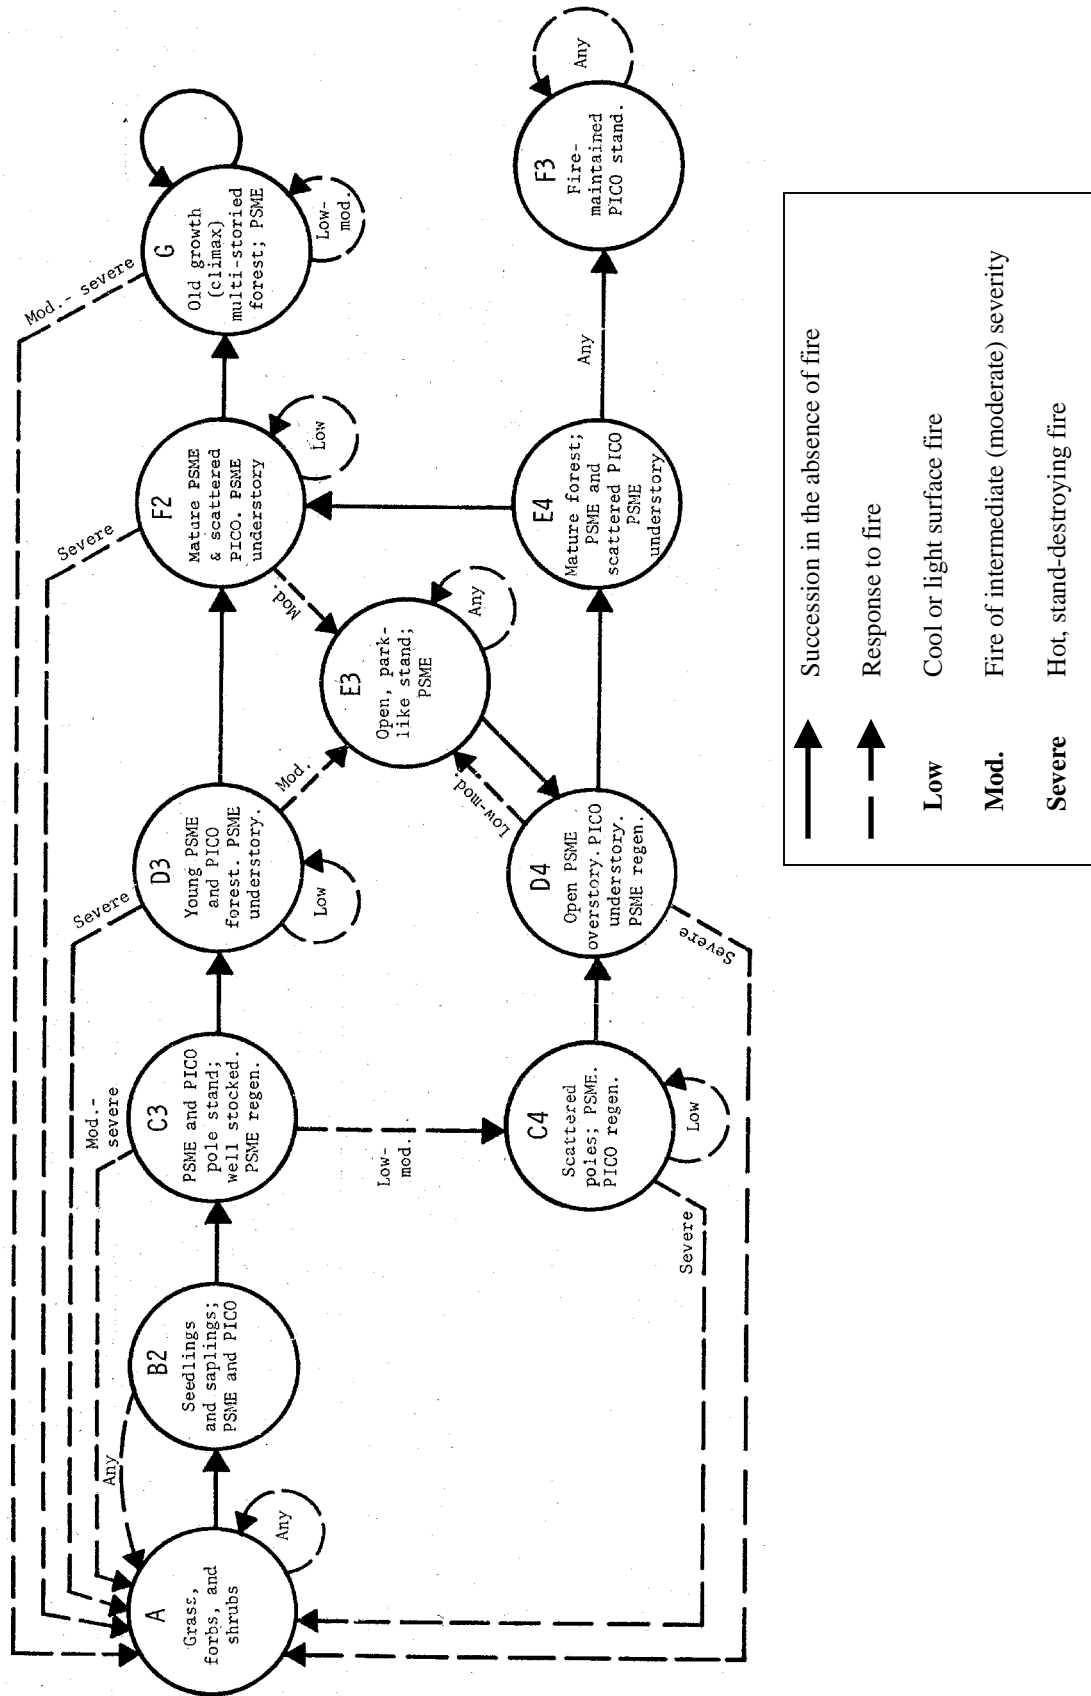 A
Grass,
forbs, and
shrubs
Any
Any
B2
Seedlings
and saplings;
PSME and PICO
Mod.-
severe
C3
PSME and PICO
pole stand;
well stocked.
PSME regen.
Low-
mod.
Severe
D3
Young PSME
and PICO
forest. PSME
understory.
Low
Mod.
Severe
F2
Mature PSME
& scattered
PICO. PSME
understory
Low
Mod.
Mod.- severe
G
Old growth
(climax)
multi-storied
forest; PSME
Low-
mod.
E3
Open, park-
like stand;
PSME
Any
Low-mod.
C4
Scattered
poles; PSME.
PICO regen.
Low
Severe
D4
Open PSME
overstory. PICO
understory.
PSME regen.
Severe
E4
Mature forest;
PSME and
scattered PICO
PSME
understory
Any
F3
Fire-
maintained
PICO stand.
Any
Succession in the absence of fire
Response to fire
Low Cool or light surface fire
Mod. Fire of intermediate (moderate) severity
Severe Hot, stand-destroying fire